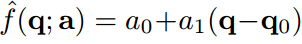 f̂(q; a) = a₀+a₁(q−q₀)